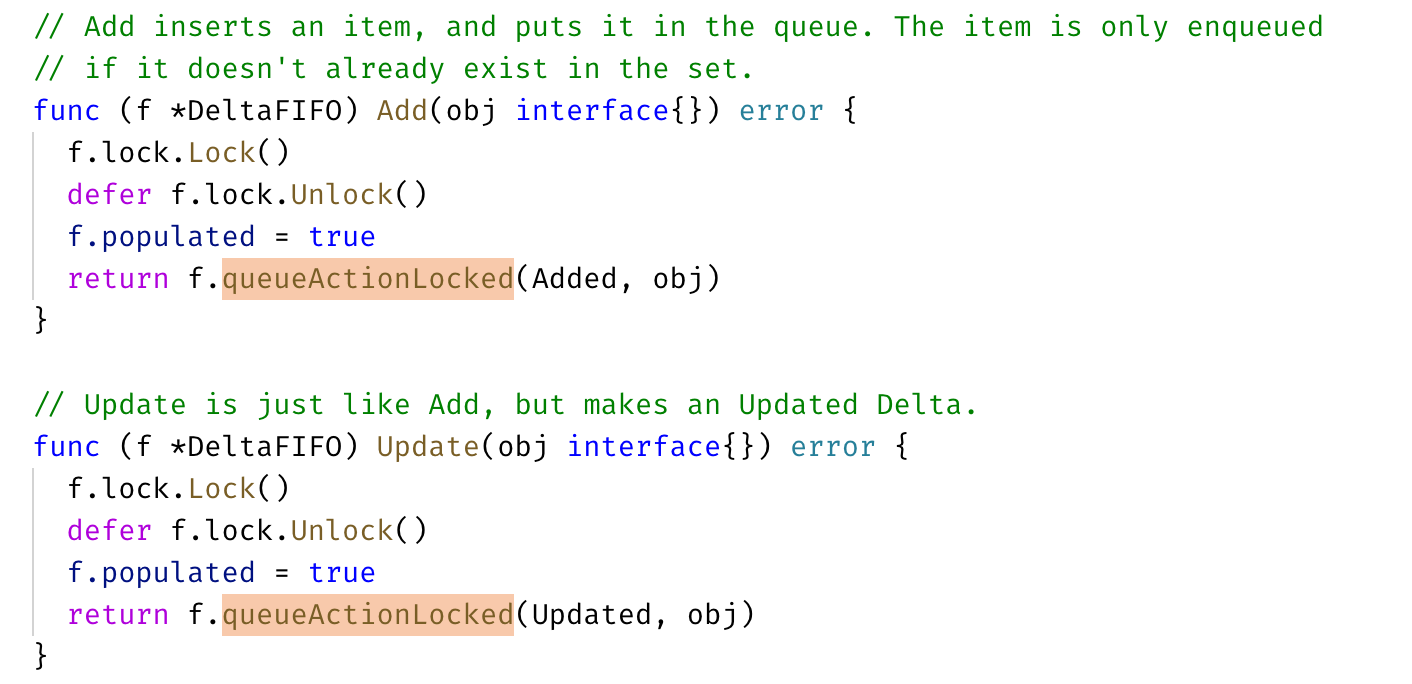 // Add inserts an item, and puts it in the queue. The item is only enqueued
// if it doesn't already exist in the set.
func (f *DeltaFIFO) Add(obj interface{}) error {
  f.lock.Lock()
  defer f.lock.Unlock()
  f.populated = true
  return f.queueActionLocked(Added, obj)
}

// Update is just like Add, but makes an Updated Delta.
func (f *DeltaFIFO) Update(obj interface{}) error {
  f.lock.Lock()
  defer f.lock.Unlock()
  f.populated = true
  return f.queueActionLocked(Updated, obj)
}